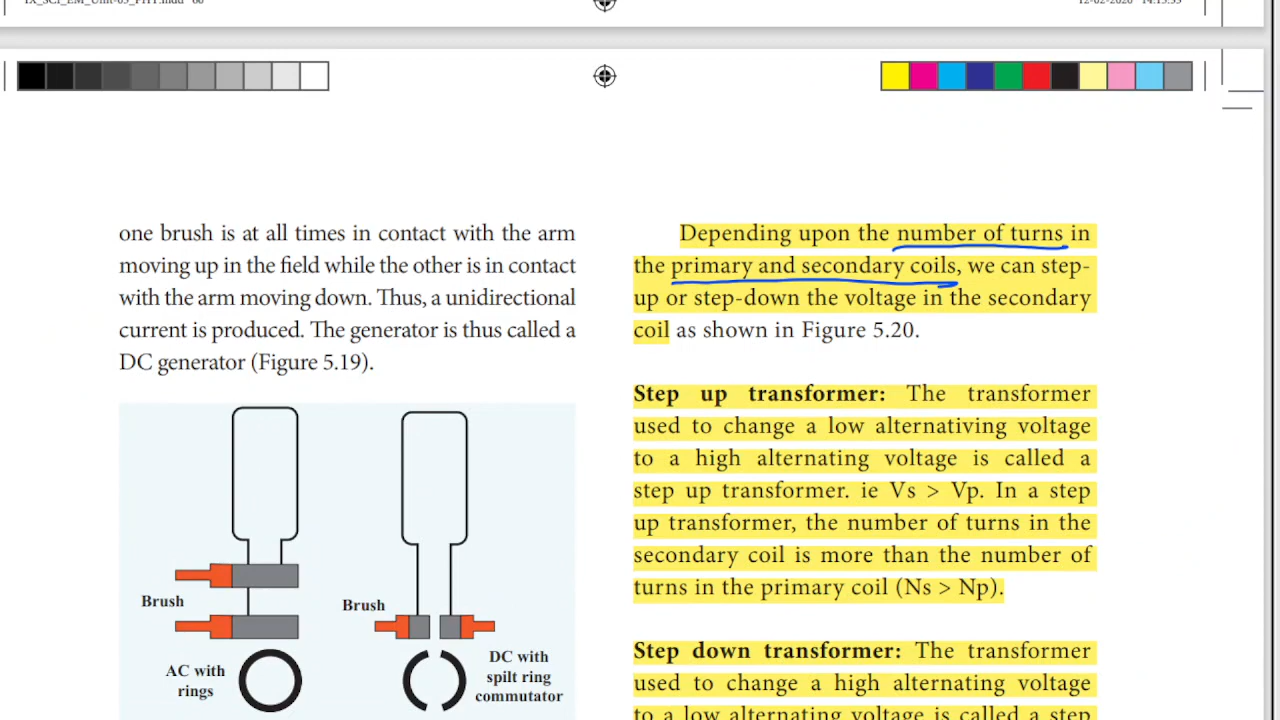 one brush is at all times in contact with the arm
moving up in the field while the other is in contact
with the arm moving down. Thus, a unidirectional
current is produced. The generator is thus called a
DC generator (Figure 5.19).
Brush
AC with
rings
Brush
DC with
spilt ring
commutator
Depending upon the number of turns in
the primary and secondary coils, we can step-
up or step-down the voltage in the secondary
coil as shown in Figure 5.20.
Step up transformer: The transformer
used to change a low alternativing voltage
to a high alternating voltage is called a
step up transformer. ie Vs > Vp. In a step
up transformer, the number of turns in the
secondary coil is more than the number of
turns in the primary coil (Ns > Np).
Step down transformer: The transformer
used to change a high alternating voltage
to a low alternating voltage is called a step